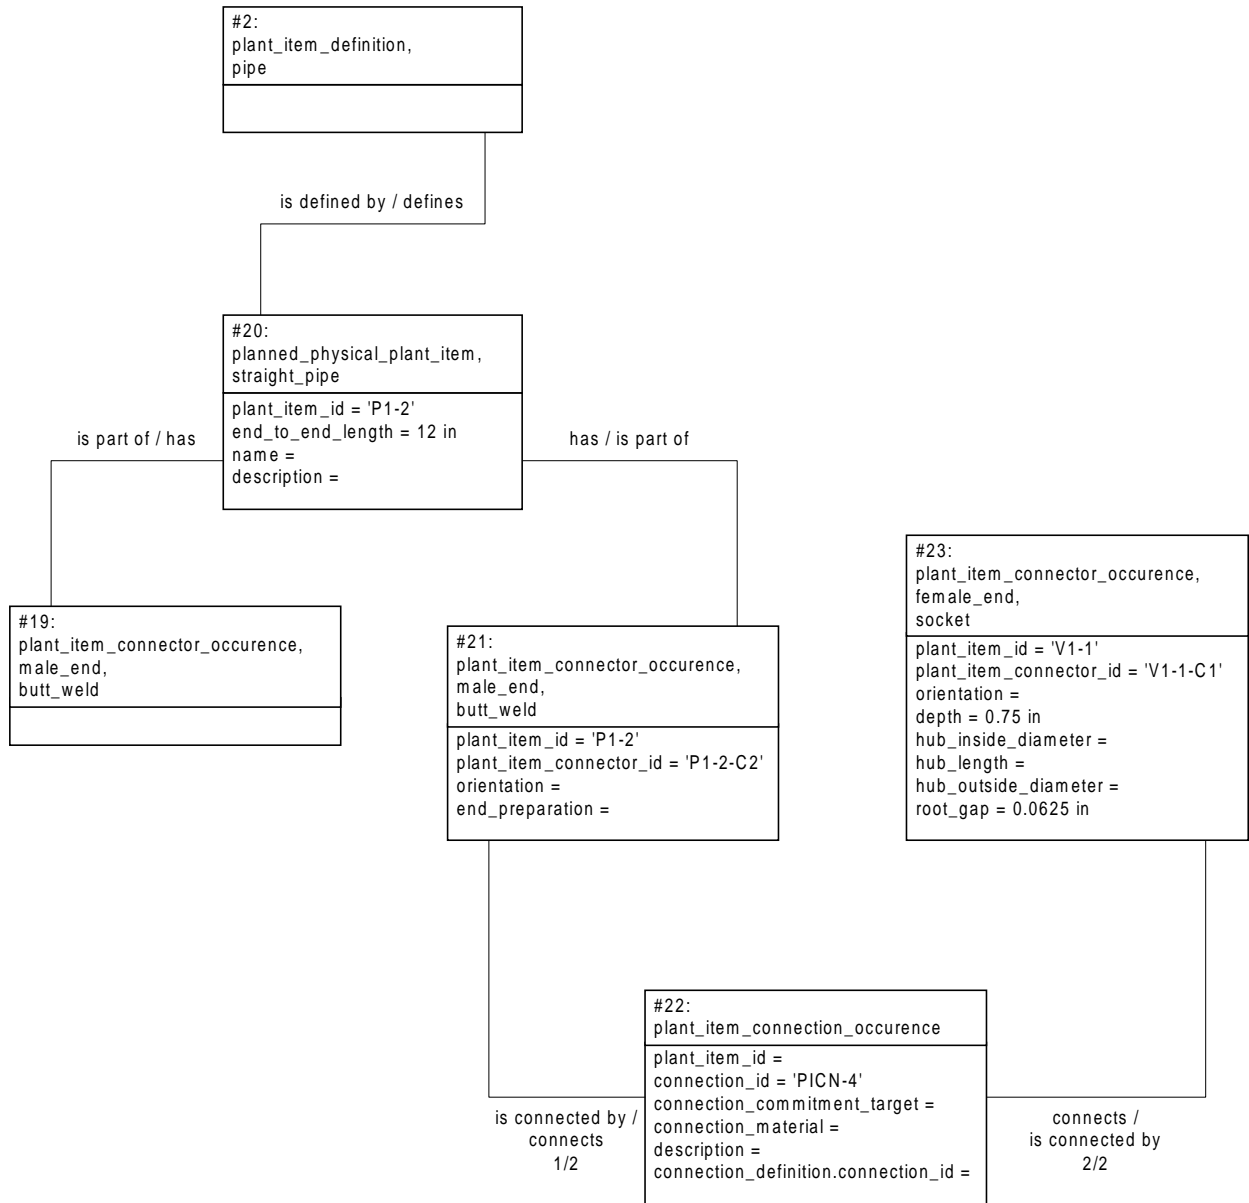 #2:
plant_item_definition,
pipe
is defined by / defines
#20:
planned_physical_plant_item,
straight_pipe
plant_item_id = 'P1-2'
end_to_end_length = 12 in
name =
description =
is part of / has
has / is part of
#19:
plant_item_connector_occurence,
male_end,
butt_weld
#21:
plant_item_connector_occurence,
male_end,
butt_weld
plant_item_id = 'P1-2'
plant_item_connector_id = 'P1-2-C2'
orientation =
end_preparation =
#23:
plant_item_connector_occurence,
female_end,
socket
plant_item_id = 'V1-1'
plant_item_connector_id = 'V1-1-C1'
orientation =
depth = 0.75 in
hub_inside_diameter =
hub_length =
hub_outside_diameter =
root_gap = 0.0625 in
#22:
plant_item_connection_occurence
plant_item_id =
connection_id = 'PICN-4'
connection_commitment_target =
connection_material =
description =
connection_definition.connection_id =
is connected by /
connects
1/2
connects /
is connected by
2/2